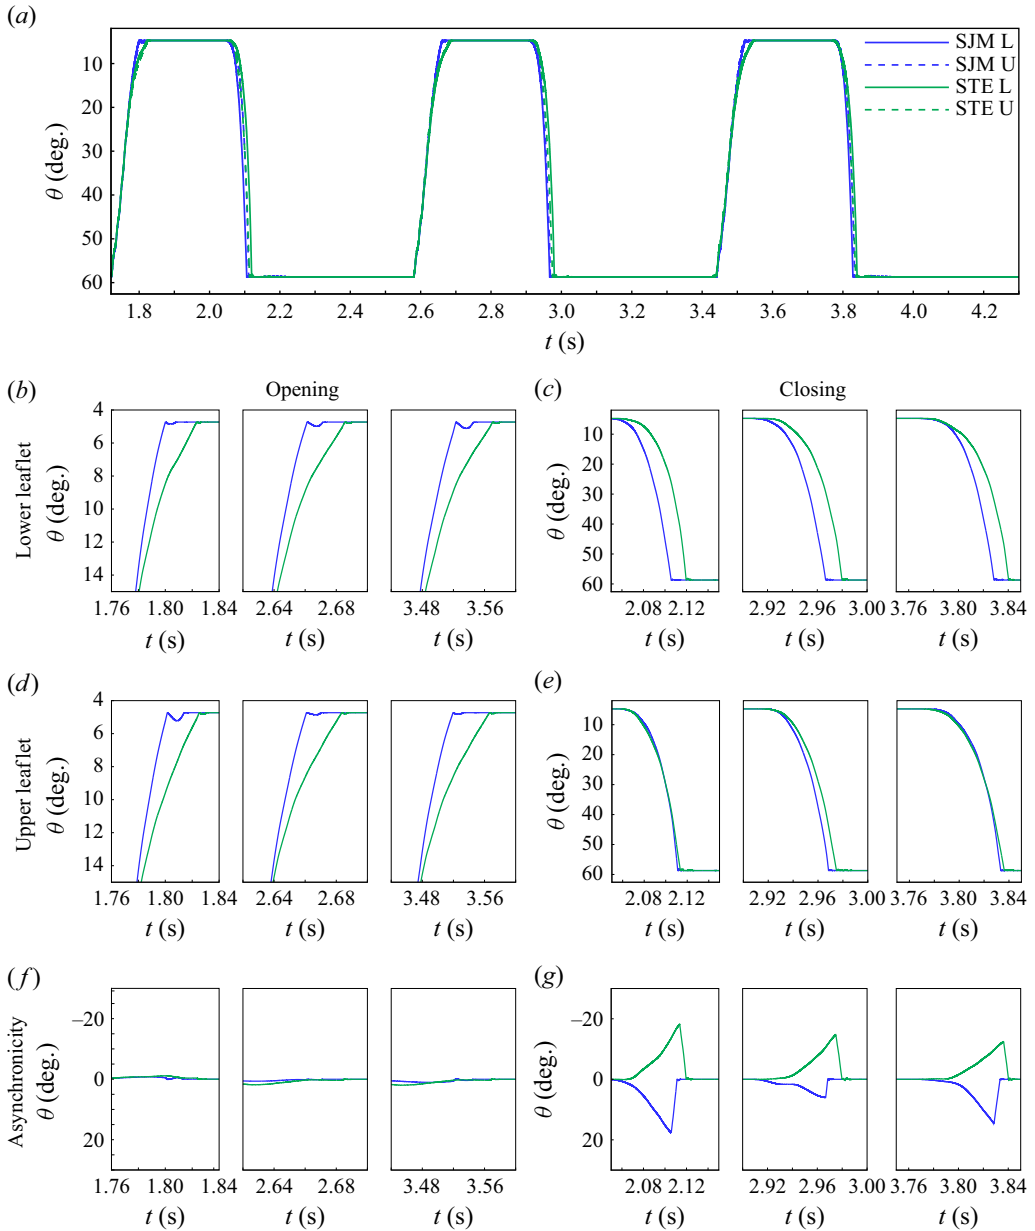 (a)
SJM L
SJM U
STE L
STE U
10
20
30
40
50
60
θ (deg.)
1.8 2.0 2.2 2.4 2.6 2.8 3.0 3.2 3.4 3.6 3.8 4.0 4.2
t (s)
(b) Opening (c) Closing
Lower leaflet
θ (deg.)
4
6
8
10
12
14
1.76 1.80 1.84 2.64 2.68 3.48 3.56
t (s) t (s) t (s)
θ (deg.)
10
20
30
40
50
60
2.08 2.12 2.92 2.96 3.00 3.76 3.80 3.84
t (s) t (s) t (s)
(d) (e)
Upper leaflet
θ (deg.)
4
6
8
10
12
14
1.76 1.80 1.84 2.64 2.68 3.48 3.56
t (s) t (s) t (s)
θ (deg.)
10
20
30
40
50
60
2.08 2.12 2.92 2.96 3.00 3.76 3.80 3.84
t (s) t (s) t (s)
(f) (g)
Asynchronicity
θ (deg.)
–20
0
20
1.76 1.80 1.84 2.64 2.68 3.48 3.56
t (s) t (s) t (s)
θ (deg.)
–20
0
20
2.08 2.12 2.92 2.96 3.00 3.76 3.80 3.84
t (s) t (s) t (s)